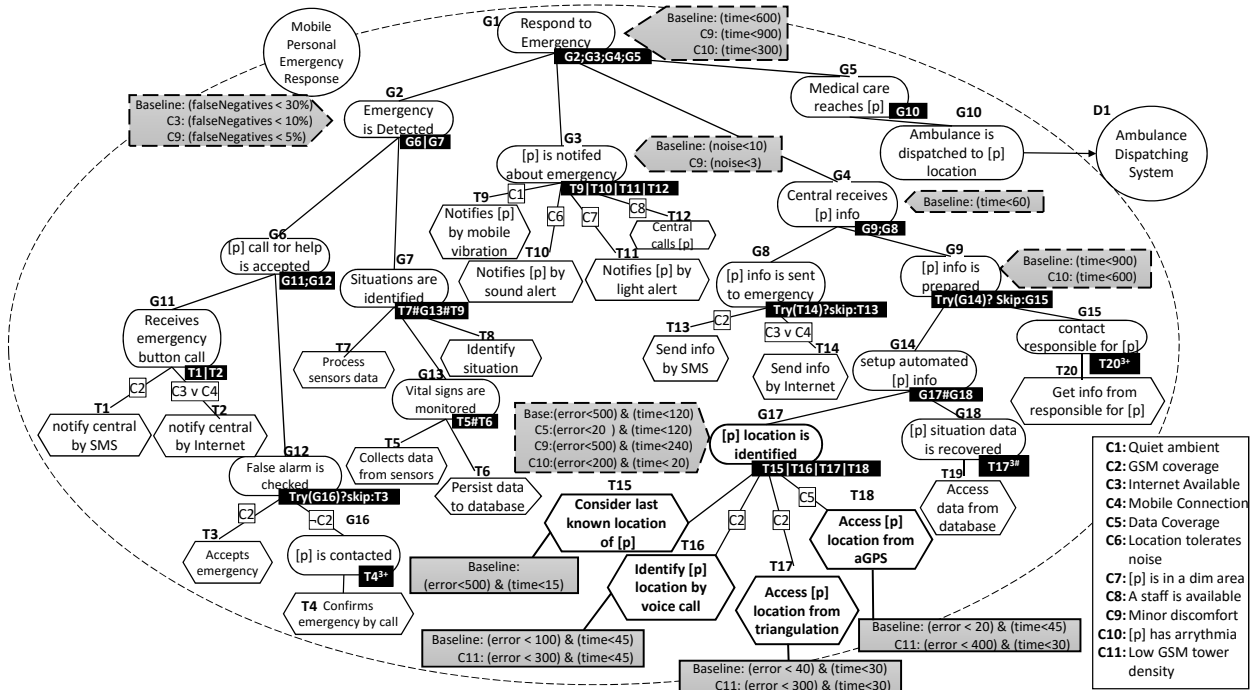 Mobile
Personal
Emergency
Response
G1
Respond to
Emergency
G2;G3;G4;G5
Baseline: (time<600)
C9: (time<900)
C10: (time<300)
G2
Emergency
is Detected
G6|G7
Baseline: (falseNegatives < 30%)
C3: (falseNegatives < 10%)
C9: (falseNegatives < 5%)
G5
Medical care
reaches [p]
G10
G10
Ambulance is
dispatched to [p]
location
D1
Ambulance
Dispatching
System
G3
[p] is notifed
about emergency
T9|T10|T11|T12
Baseline: (noise<10)
C9: (noise<3)
G4
Central receives
[p] info
G9;G8
Baseline: (time<60)
C1
C6
C7
C8
T9
Notifies [p]
by mobile
vibration
T10
Notifies [p] by
sound alert
T11
Notifies [p] by
light alert
T12
Central
calls [p]
G6
[p] call for help
is accepted
G11;G12
G7
Situations are
identified
T7#G13#T9
G8
[p] info is sent
to emergency
Try(T14)?skip:T13
G9
[p] info is
prepared
Try(G14)? Skip:G15
Baseline: (time<900)
C10: (time<600)
G11
Receives
emergency
button call
T1|T2
C2
C3 v C4
T1
notify central
by SMS
T2
notify central
by Internet
T7
Process
sensors data
T8
Identify
situation
G13
Vital signs are
monitored
T5#T6
T5
Collects data
from sensors
T6
Persist data
to database
C2
C3 v C4
T13
Send info
by SMS
T14
Send info
by Internet
G14
setup automated
[p] info
G17#G18
G15
contact
responsible for [p]
T20³⁺
T20
Get info from
responsible for [p]
G12
False alarm is
checked
Try(G16)?skip:T3
C2
¬C2
T3
Accepts
emergency
G16
[p] is contacted
T4³⁺
T4 Confirms
emergency by call
Base:(error<500) & (time<120)
C5:(error<20 ) & (time<120)
C9:(error<500) & (time<240)
C10:(error<200) & (time< 20)
G17
[p] location is
identified
T15|T16|T17|T18
G18
[p] situation data
is recovered
T17³#
T19
Access
data from
database
C2
C2
C5
T15
Consider last
known location
of [p]
Baseline:
(error<500) & (time<15)
T16
Identify [p]
location by
voice call
Baseline: (error < 100) & (time<45)
C11: (error < 300) & (time<45)
T17
Access [p]
location from
triangulation
Baseline: (error < 40) & (time<30)
C11: (error < 300) & (time<30)
T18
Access [p]
location from
aGPS
Baseline: (error < 20) & (time<45)
C11: (error < 400) & (time<30)
C1: Quiet ambient
C2: GSM coverage
C3: Internet Available
C4: Mobile Connection
C5: Data Coverage
C6: Location tolerates
noise
C7: [p] is in a dim area
C8: A staff is available
C9: Minor discomfort
C10: [p] has arrythmia
C11: Low GSM tower
density